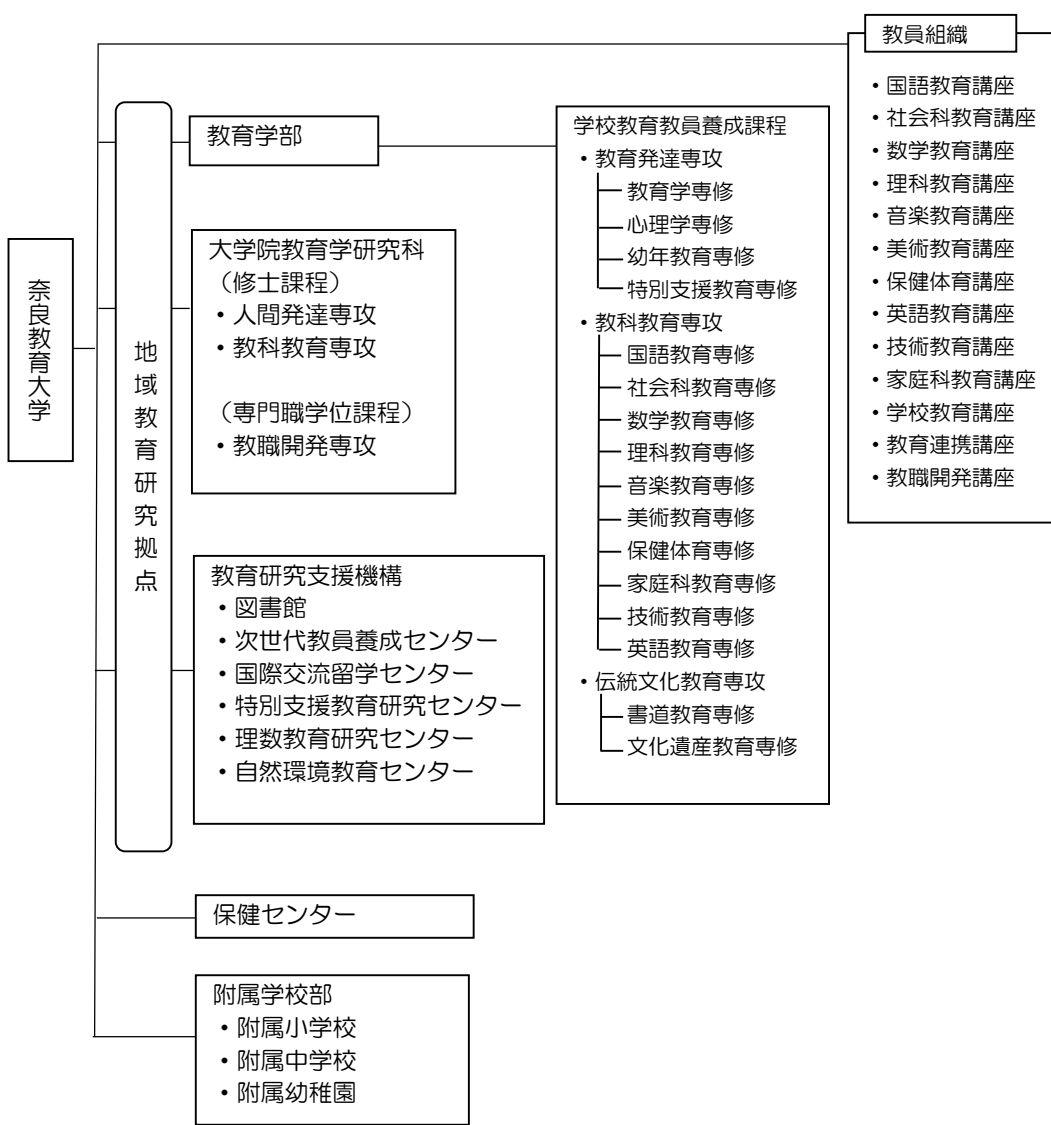 奈良教育大学
地域教育研究拠点
教育学部
大学院教育学研究科
（修士課程）
・人間発達専攻
・教科教育専攻
（専門職学位課程）
・教職開発専攻
教育研究支援機構
・図書館
・次世代教員養成センター
・国際交流留学センター
・特別支援教育研究センター
・理数教育研究センター
・自然環境教育センター
保健センター
附属学校部
・附属小学校
・附属中学校
・附属幼稚園
学校教育教員養成課程
・教育発達専攻
教育学専修
心理学専修
幼年教育専修
特別支援教育専修
・教科教育専攻
国語教育専修
社会科教育専修
数学教育専修
理科教育専修
音楽教育専修
美術教育専修
保健体育専修
家庭科教育専修
技術教育専修
英語教育専修
・伝統文化教育専攻
書道教育専修
文化遺産教育専修
教員組織
・国語教育講座
・社会科教育講座
・数学教育講座
・理科教育講座
・音楽教育講座
・美術教育講座
・保健体育講座
・英語教育講座
・技術教育講座
・家庭科教育講座
・学校教育講座
・教育連携講座
・教職開発講座